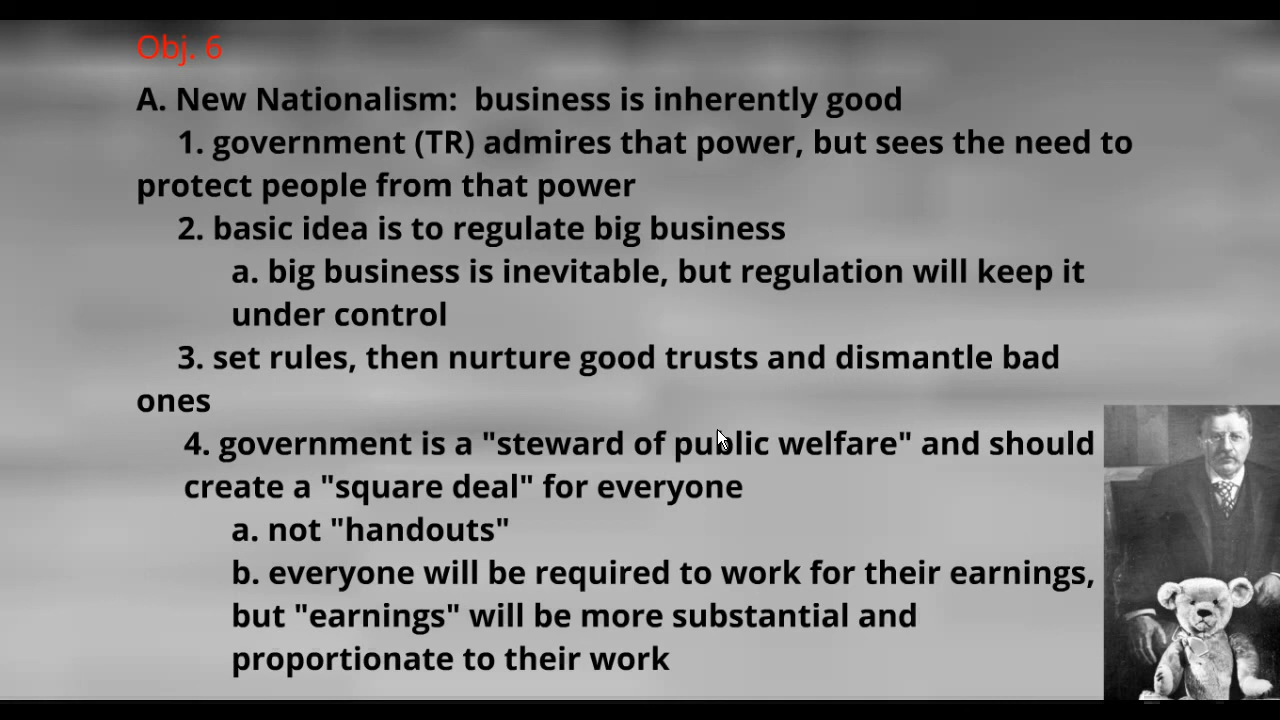 Obj. 6
A. New Nationalism:  business is inherently good
1. government (TR) admires that power, but sees the need to
protect people from that power
2. basic idea is to regulate big business
a. big business is inevitable, but regulation will keep it
under control
3. set rules, then nurture good trusts and dismantle bad
ones
4. government is a "steward of public welfare" and should
create a "square deal" for everyone
a. not "handouts"
b. everyone will be required to work for their earnings,
but "earnings" will be more substantial and
proportionate to their work